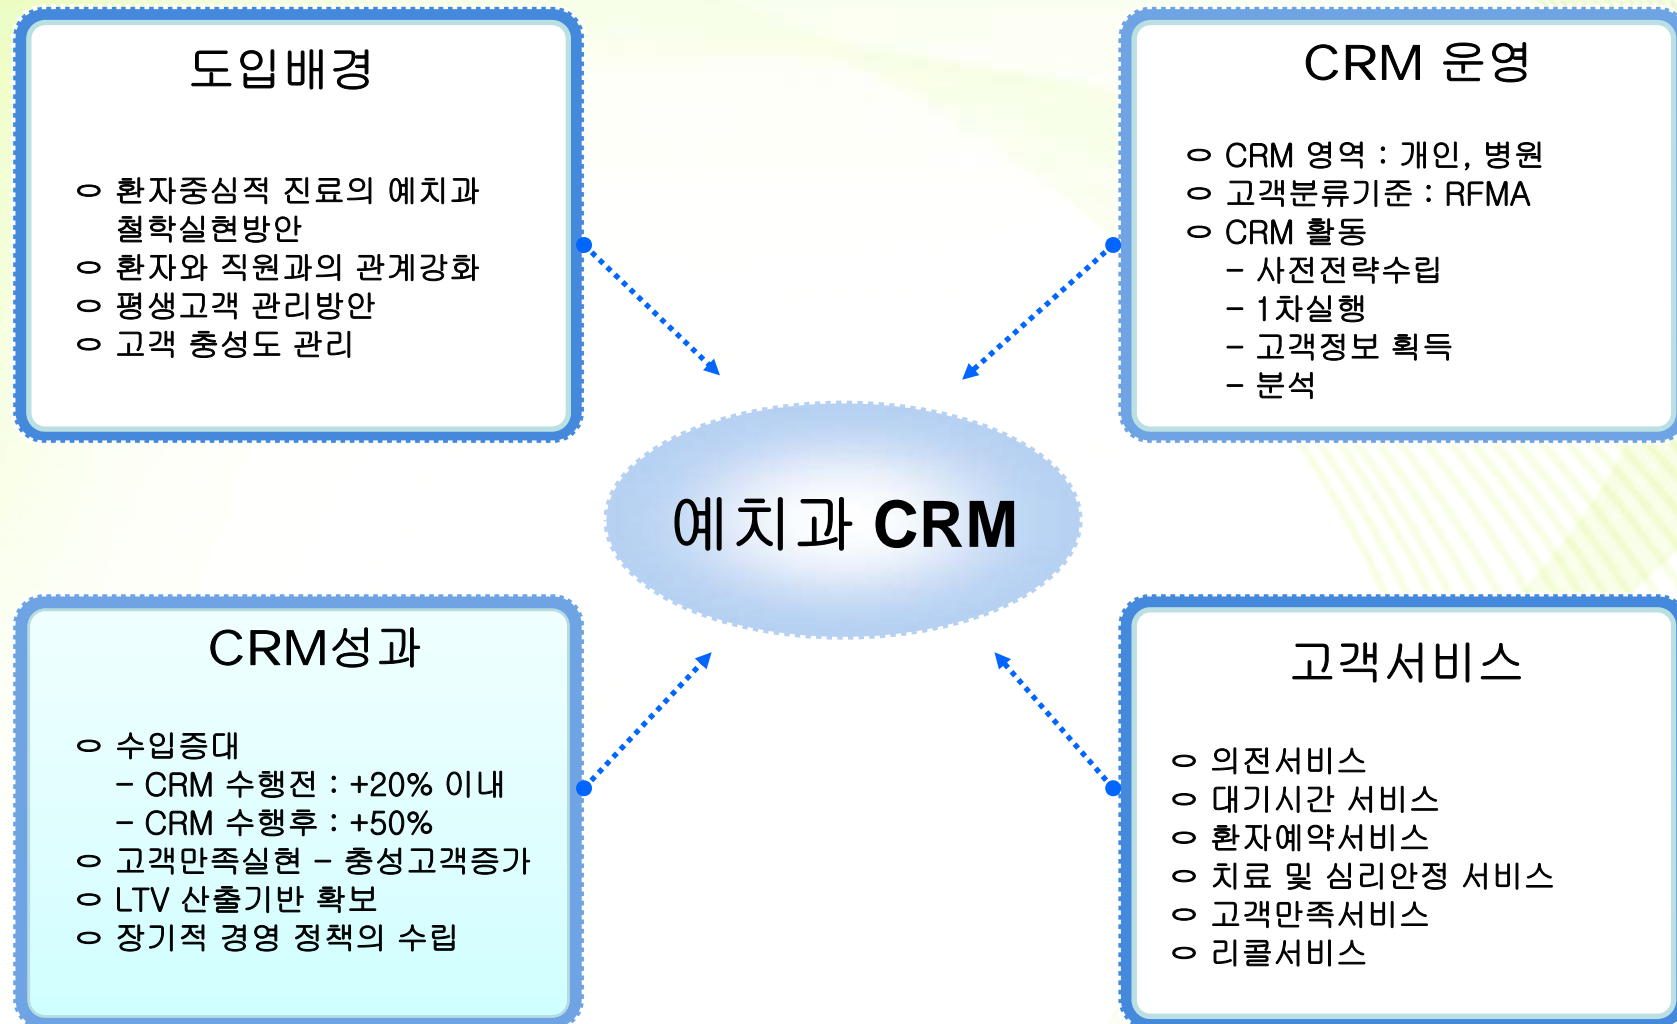 도입배경
ㅇ 환자중심적 진료의 예치과
철학실현방안
ㅇ 환자와 직원과의 관계강화
ㅇ 평생고객 관리방안
ㅇ 고객 충성도 관리
CRM 운영
ㅇ CRM 영역 : 개인, 병원
ㅇ 고객분류기준 : RFMA
ㅇ CRM 활동
- 사전전략수립
- 1차실행
- 고객정보 획득
- 분석
예치과 CRM
CRM성과
ㅇ 수입증대
- CRM 수행전 : +20% 이내
- CRM 수행후 : +50%
ㅇ 고객만족실현 - 충성고객증가
ㅇ LTV 산출기반 확보
ㅇ 장기적 경영 정책의 수립
고객서비스
ㅇ 의전서비스
ㅇ 대기시간 서비스
ㅇ 환자예약서비스
ㅇ 치료 및 심리안정 서비스
ㅇ 고객만족서비스
ㅇ 리콜서비스